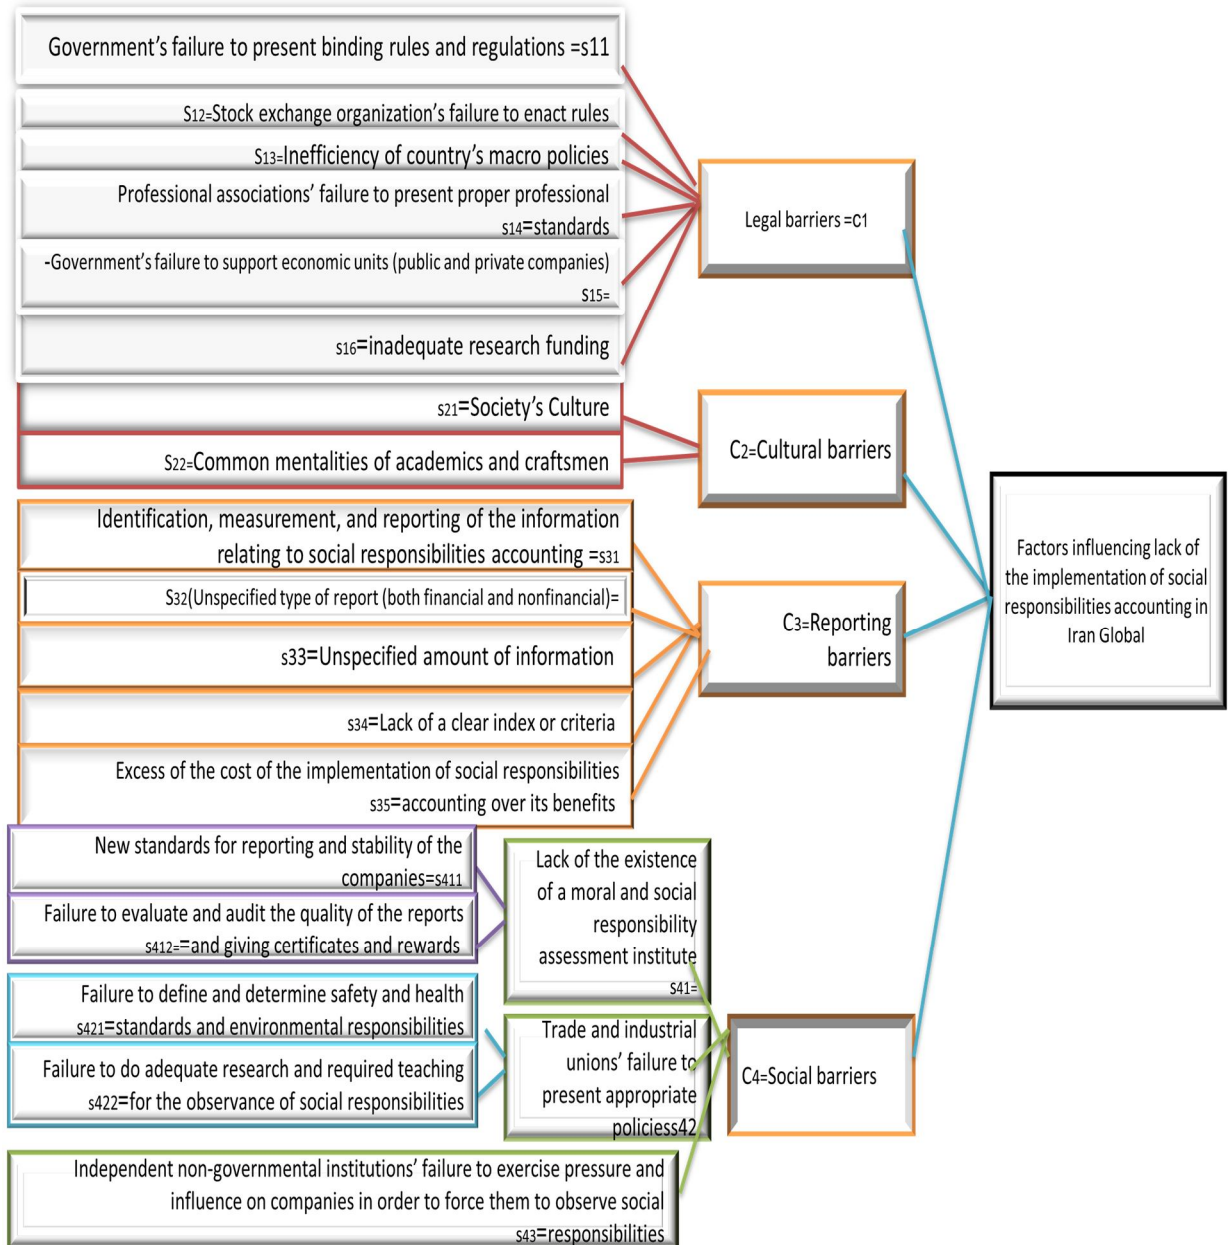 Government's failure to present binding rules and regulations =s11
S12=Stock exchange organization's failure to enact rules
S13=Inefficiency of country's macro policies
Professional associations' failure to present proper professional
s14=standards
-Government's failure to support economic units (public and private companies)
S15=
s16=inadequate research funding
Legal barriers =c1
s21=Society's Culture
S22=Common mentalities of academics and craftsmen
C2=Cultural barriers
Identification, measurement, and reporting of the information
relating to social responsibilities accounting =s31
S32(Unspecified type of report (both financial and nonfinancial)=
s33=Unspecified amount of information
s34=Lack of a clear index or criteria
Excess of the cost of the implementation of social responsibilities
s35=accounting over its benefits
C3=Reporting
barriers
Factors influencing lack of
the implementation of social
responsibilities accounting in
Iran Global
New standards for reporting and stability of the
companies=s411
Failure to evaluate and audit the quality of the reports
s412==and giving certificates and rewards
Lack of the existence
of a moral and social
responsibility
assessment institute
s41=
Failure to define and determine safety and health
s421=standards and environmental responsibilities
Failure to do adequate research and required teaching
s422=for the observance of social responsibilities
Trade and industrial
unions' failure to
present appropriate
policiess42
C4=Social barriers
Independent non-governmental institutions' failure to exercise pressure and
influence on companies in order to force them to observe social
s43=responsibilities